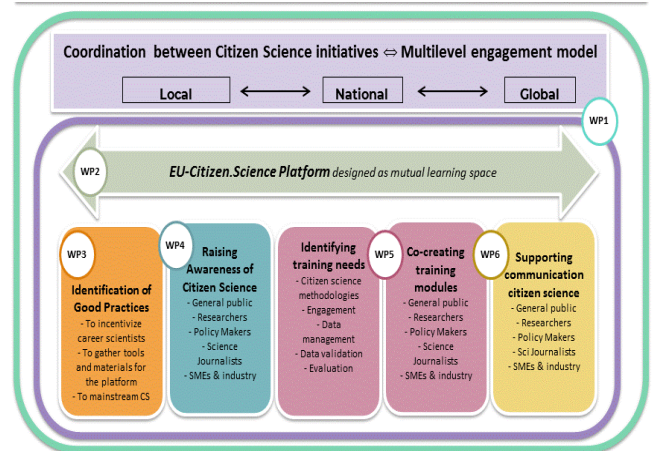 Coordination between Citizen Science initiatives ⇔ Multilevel engagement model
Local
National
Global
WP1
WP2
EU-Citizen.Science Platform designed as mutual learning space
WP3
Identification of
Good Practices
- To incentivize
career scientists
- To gather tools
and materials for
the platform
- To mainstream CS
WP4
Raising
Awareness of
Citizen Science
- General public
- Researchers
- Policy Makers
- Science
Journalists
- SMEs & industry
Identifying
training needs
- Citizen science
methodologies
- Engagement
- Data
management
- Data validation
- Evaluation
WP5
Co-creating
training
modules
- General public
- Researchers
- Policy Makers
- Science
Journalists
- SMEs & industry
WP6
Supporting
communication
citizen science
- General public
- Researchers
- Policy Makers
- Sci Journalists
- SMEs & industry